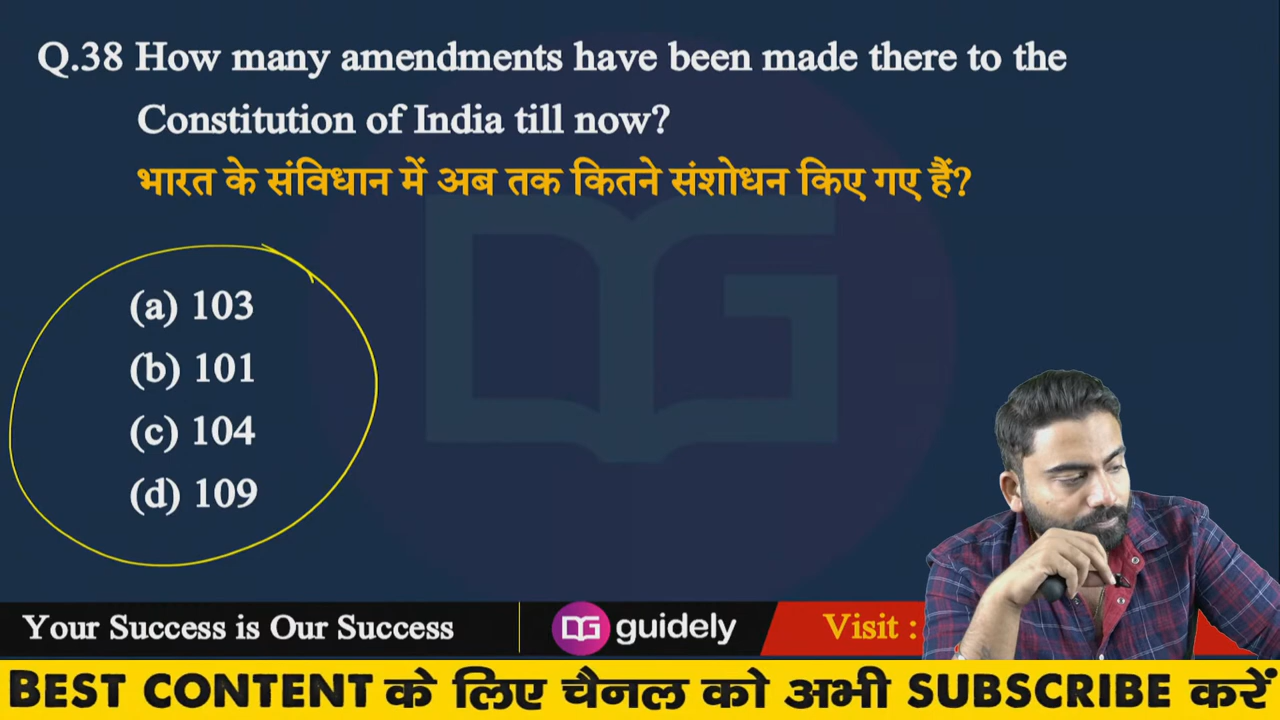 Q.38 How many amendments have been made there to the
Constitution of India till now?
भारत के संविधान में अब तक कितने संशोधन किए गए हैं?
(a) 103
(b) 101
(c) 104
(d) 109
Your Success is Our Success
DG guidely
Visit :
BEST CONTENT के लिए चैनल को अभी SUBSCRIBE करें